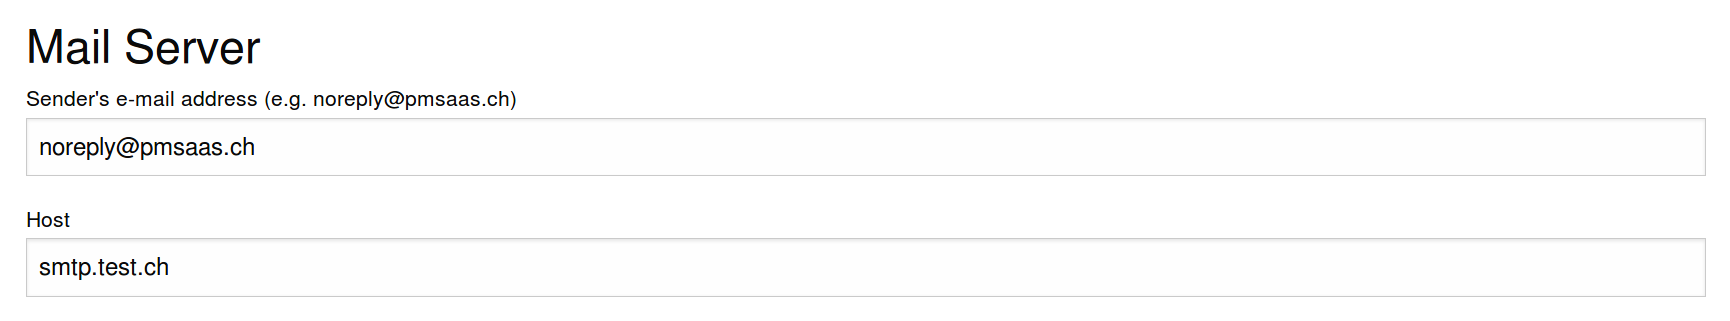 Mail Server
Sender's e-mail address (e.g. noreply@pmsaas.ch)
noreply@pmsaas.ch
Host
smtp.test.ch